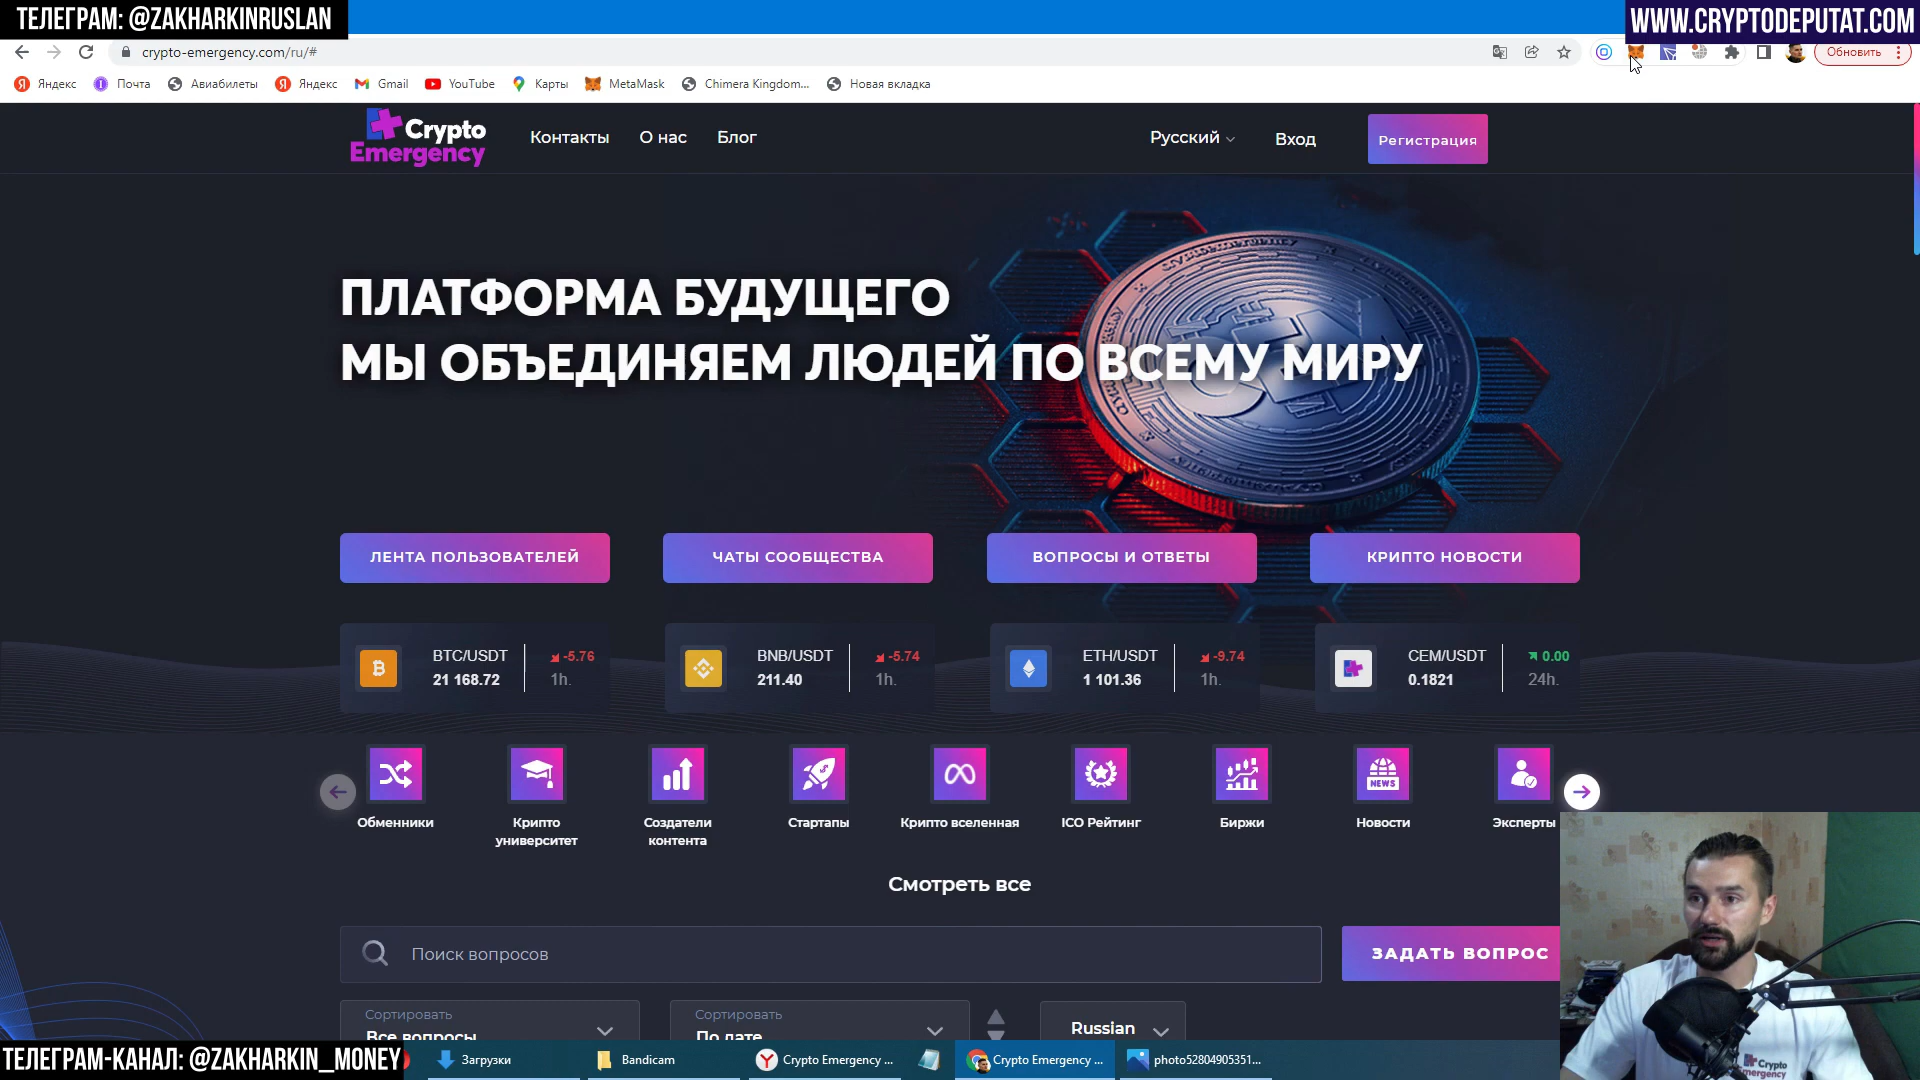 ТЕЛЕГРАМ: @ZAKHARKINRUSLAN
WWW.CRYPTODEPUTAT.COM
crypto-emergency.com/ru/#
Обновить
Яндекс
Почта
Авиабилеты
Яндекс
Gmail
YouTube
Карты
MetaMask
Chimera Kingdom...
Новая вкладка
Crypto
Emergency
Контакты
О нас
Блог
Русский
Вход
Регистрация
ПЛАТФОРМА БУДУЩЕГО
МЫ ОБЪЕДИНЯЕМ ЛЮДЕЙ ПО ВСЕМУ МИРУ
ЛЕНТА ПОЛЬЗОВАТЕЛЕЙ
ЧАТЫ СООБЩЕСТВА
ВОПРОСЫ И ОТВЕТЫ
КРИПТО НОВОСТИ
BTC/USDT -5.76
21 168.72 1h.
BNB/USDT -5.74
211.40 1h.
ETH/USDT -9.74
1 101.36 1h.
CEM/USDT 0.00
0.1821 24h.
NEWS
Обменники
Крипто
университет
Создатели
контента
Стартапы
Крипто вселенная
ICO Рейтинг
Биржи
Новости
Эксперты
Смотреть все
Поиск вопросов
ЗАДАТЬ ВОПРОС
Сортировать
Все вопросы
Сортировать
По дате
Russian
Crypto
Emergency
ТЕЛЕГРАМ-КАНАЛ: @ZAKHARKIN_MONEY
Загрузки
Bandicam
Crypto Emergency ...
Crypto Emergency ...
photo52804905351...